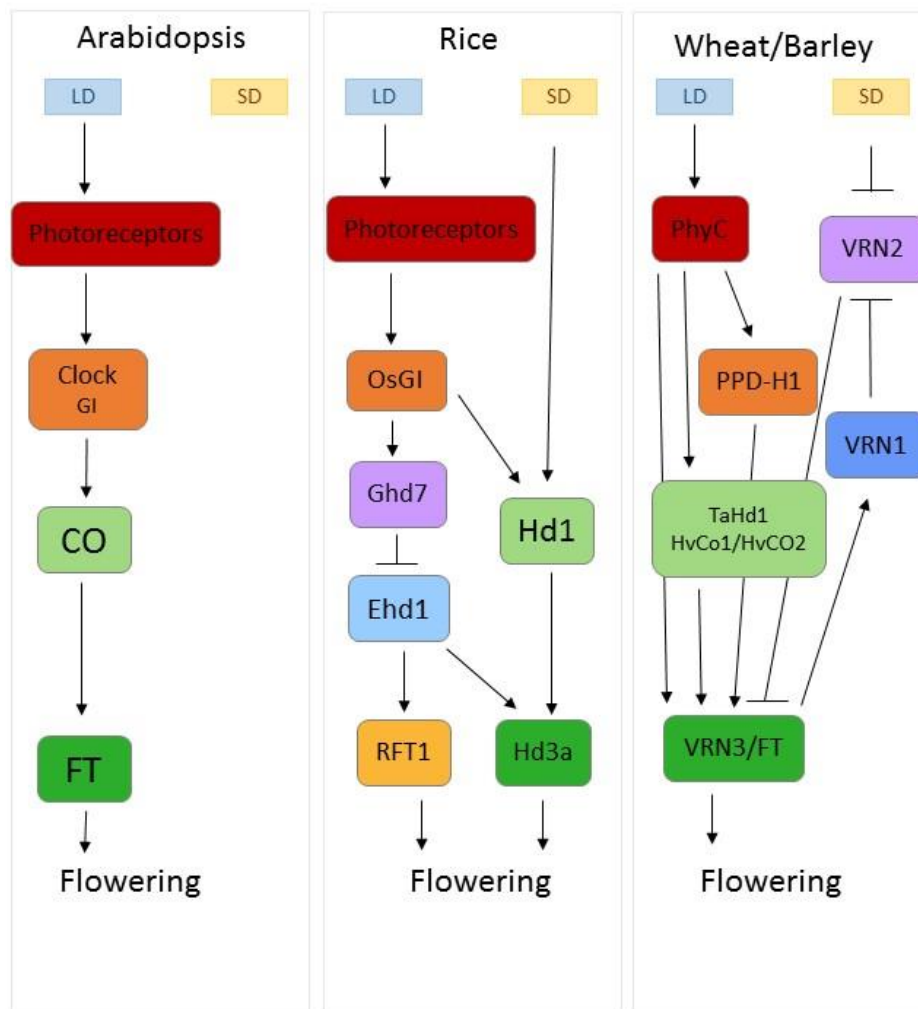 Arabidopsis
LD
SD
Photoreceptors
Clock
GI
CO
FT
Flowering
Rice
LD
SD
Photoreceptors
OsGI
Ghd7
Hd1
Ehd1
RFT1
Hd3a
Flowering
Wheat/Barley
LD
SD
PhyC
VRN2
PPD-H1
VRN1
TaHd1
HvCo1/HvCO2
VRN3/FT
Flowering